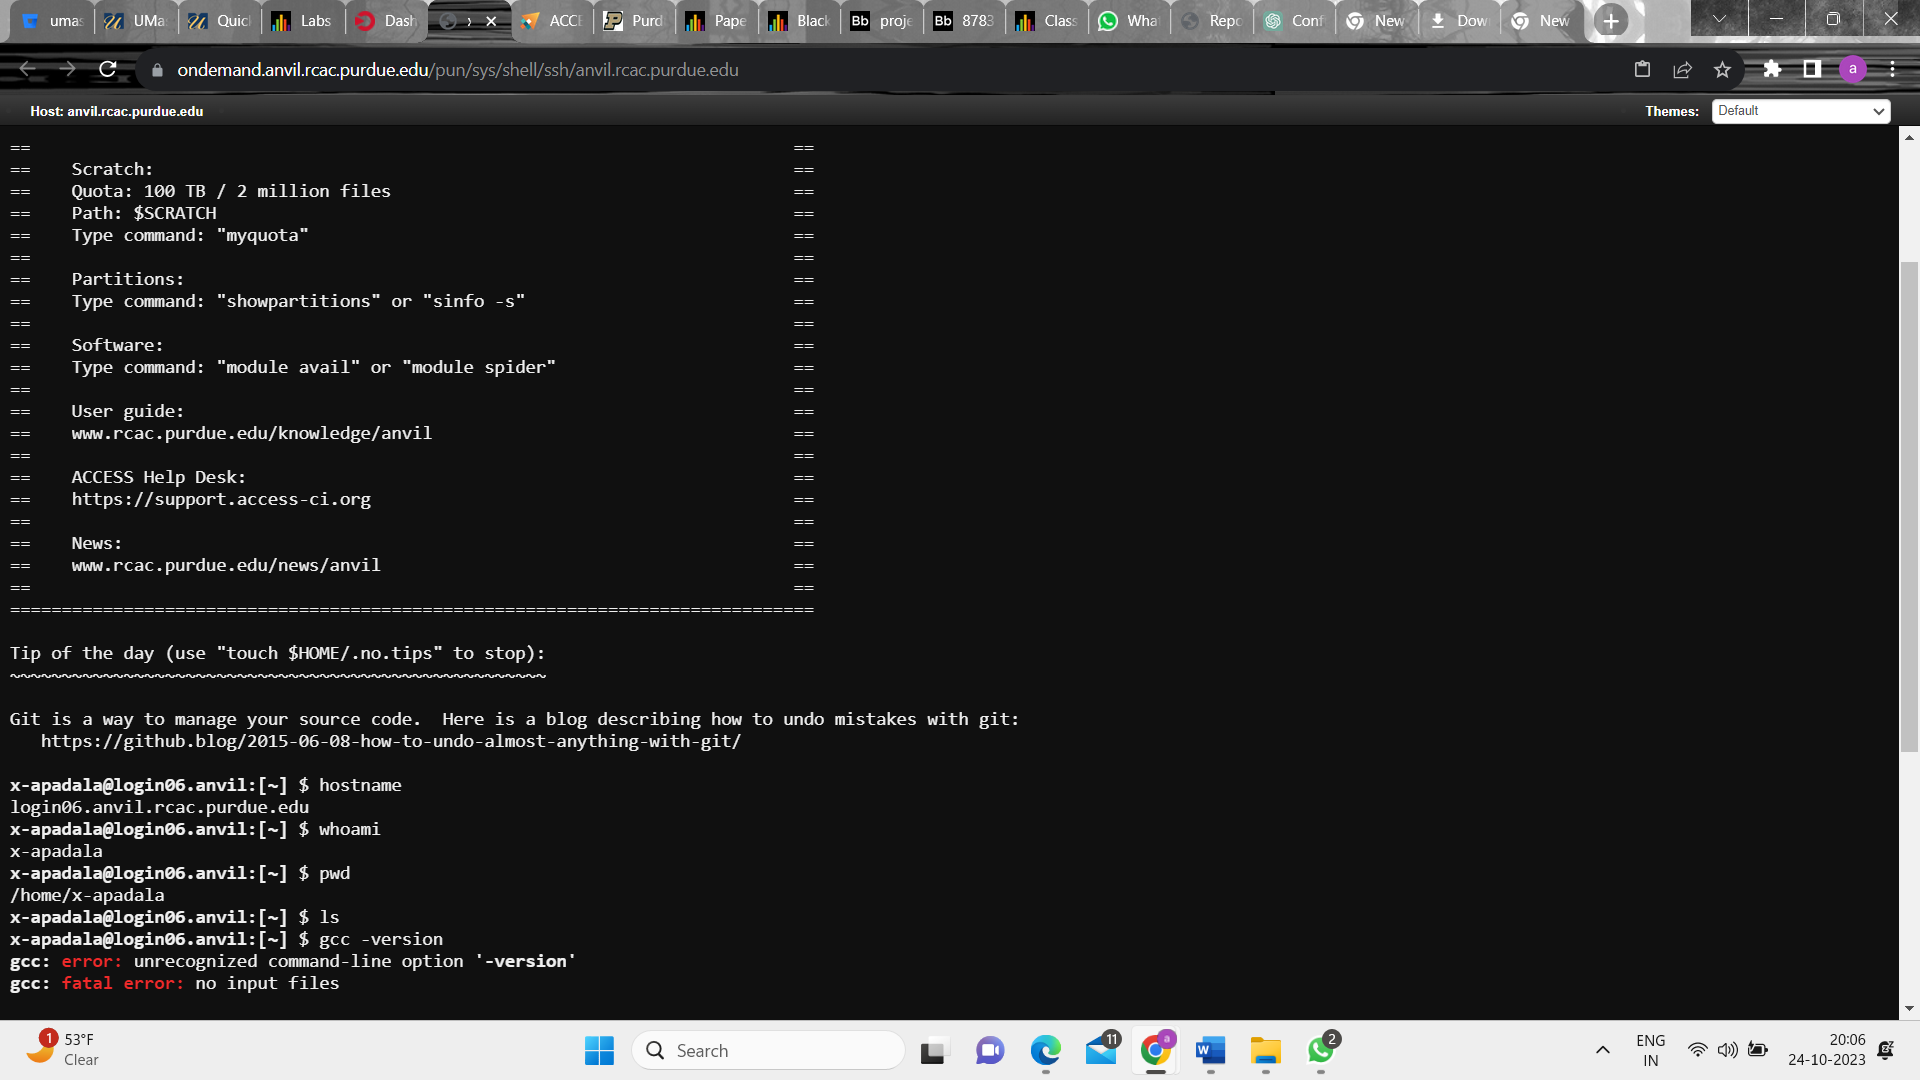 umas UMa Quic Labs Dash ACCE Purd Pape Black Bb proje Bb 8783 Class What Repo Conf New Dow New
ondemand.anvil.rcac.purdue.edu/pun/sys/shell/ssh/anvil.rcac.purdue.edu a
Host: anvil.rcac.purdue.edu Themes: Default
== ==
== Scratch: ==
== Quota: 100 TB / 2 million files ==
== Path: $SCRATCH ==
== Type command: "myquota" ==
== ==
== Partitions: ==
== Type command: "showpartitions" or "sinfo -s" ==
== ==
== Software: ==
== Type command: "module avail" or "module spider" ==
== ==
== User guide: ==
== www.rcac.purdue.edu/knowledge/anvil ==
== ==
== ACCESS Help Desk: ==
== https://support.access-ci.org ==
== ==
== News: ==
== www.rcac.purdue.edu/news/anvil ==
== ==
==============================================================================
Tip of the day (use "touch $HOME/.no.tips" to stop):
~~~~~~~~~~~~~~~~~~~~~~~~~~~~~~~~~~~~~~~~~~~~~~~~~~~~
Git is a way to manage your source code.  Here is a blog describing how to undo mistakes with git:
https://github.blog/2015-06-08-how-to-undo-almost-anything-with-git/
x-apadala@login06.anvil:[~] $ hostname
login06.anvil.rcac.purdue.edu
x-apadala@login06.anvil:[~] $ whoami
x-apadala
x-apadala@login06.anvil:[~] $ pwd
/home/x-apadala
x-apadala@login06.anvil:[~] $ ls
x-apadala@login06.anvil:[~] $ gcc -version
gcc: error: unrecognized command-line option '-version'
gcc: fatal error: no input files
1 53°F
Clear
Search
11
a
W
2
ENG
IN
20:06
24-10-2023